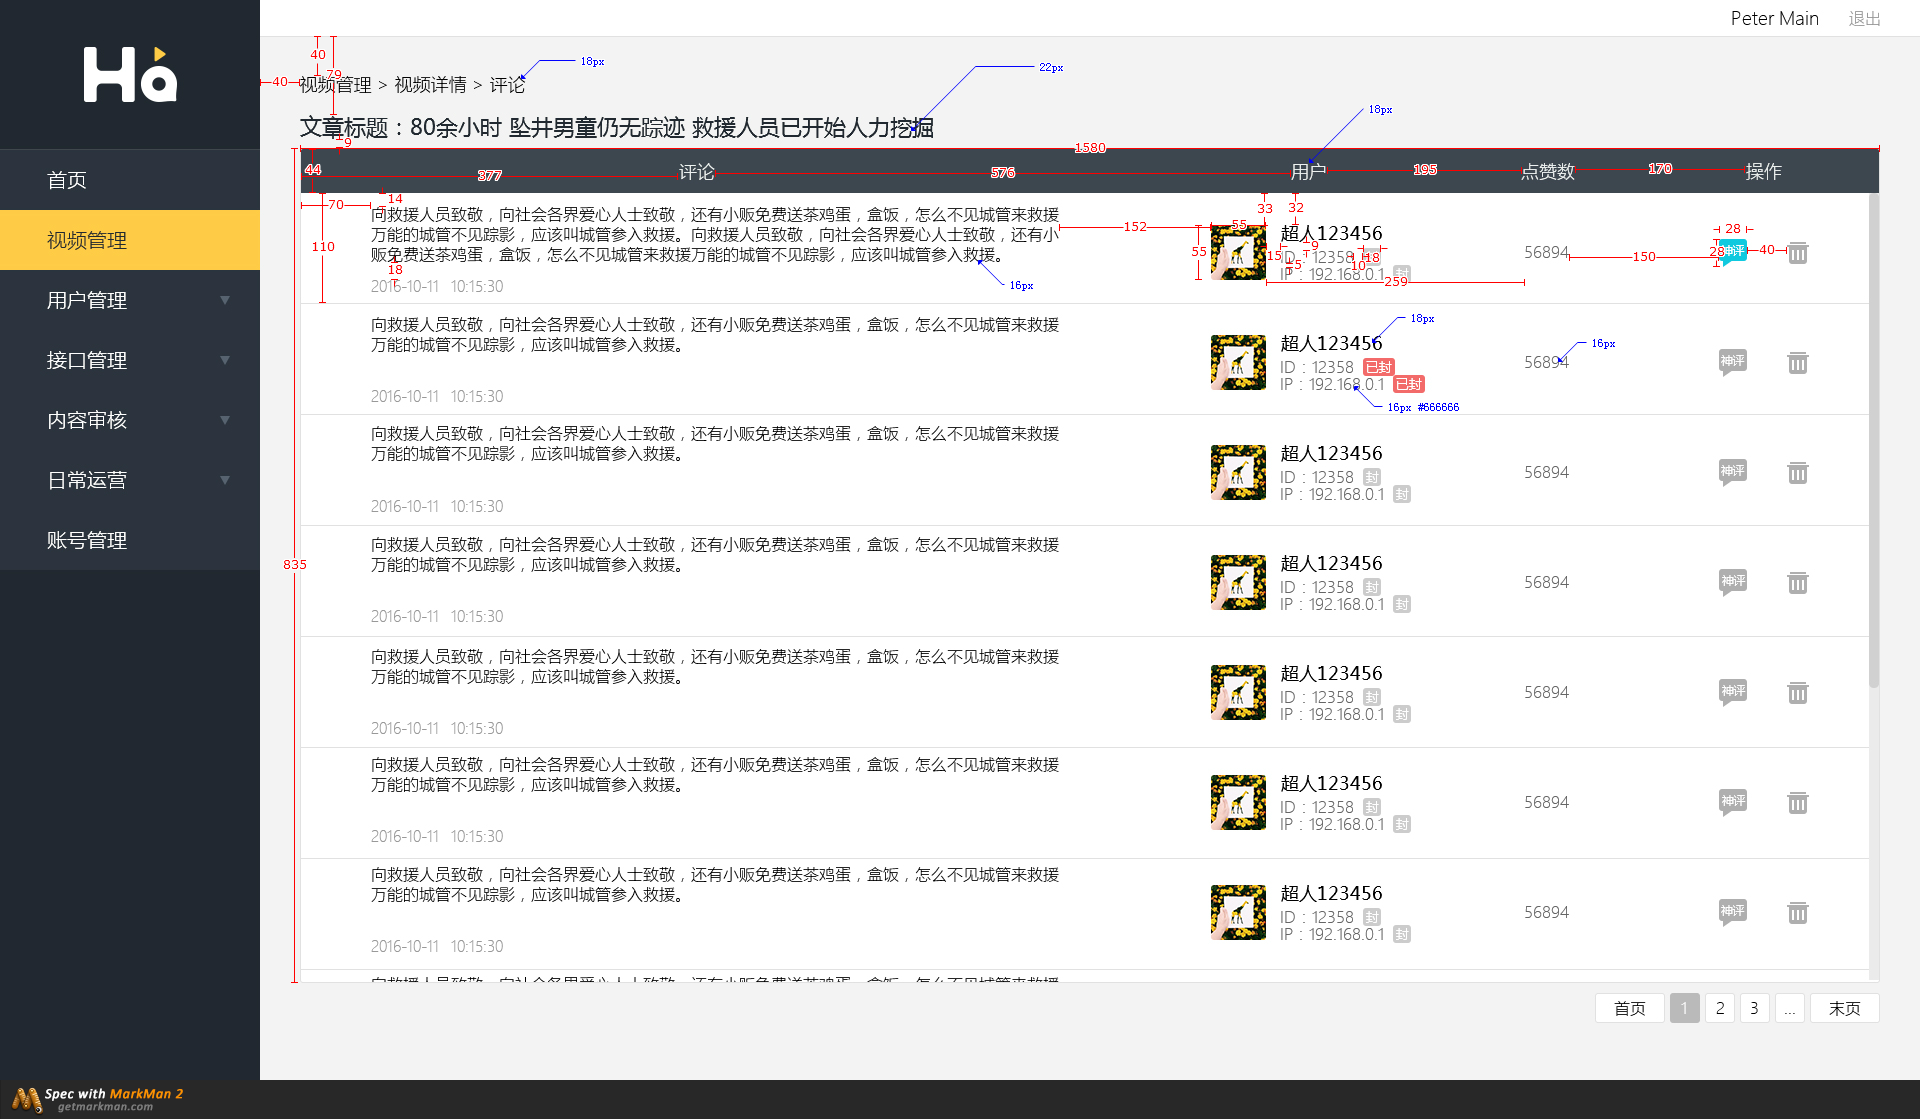 Peter Main 退出
Ha
首页
视频管理
用户管理
接口管理
内容审核
日常运营
账号管理
40
79
40
18px
22px
18px
视频管理 > 视频详情 > 评论
文章标题：80余小时 坠井男童仍无踪迹 救援人员已开始人力挖掘
9
1580
44 377 评论 576 用户 195 点赞数 170 操作
70 14 33 32
110 152 55 55 28 28 40 150
向救援人员致敬，向社会各界爱心人士致敬，还有小贩免费送茶鸡蛋，盒饭，怎么不见城管来救援
万能的城管不见踪影，应该叫城管参入救援。向救援人员致敬，向社会各界爱心人士致敬，还有小
贩免费送茶鸡蛋，盒饭，怎么不见城管来救援万能的城管不见踪影，应该叫城管参入救援。
18
2016-10-11 10:15:30
16px
超人123456
15 9 5 10 18
ID：12358 封
IP：192.168.0.1 封
259
56894
神评
向救援人员致敬，向社会各界爱心人士致敬，还有小贩免费送茶鸡蛋，盒饭，怎么不见城管来救援
万能的城管不见踪影，应该叫城管参入救援。
2016-10-11 10:15:30
超人123456
18px
ID：12358 已封
IP：192.168.0.1 已封
16px #666666
56894
16px
神评
向救援人员致敬，向社会各界爱心人士致敬，还有小贩免费送茶鸡蛋，盒饭，怎么不见城管来救援
万能的城管不见踪影，应该叫城管参入救援。
2016-10-11 10:15:30
超人123456
ID：12358 封
IP：192.168.0.1 封
56894
神评
835
向救援人员致敬，向社会各界爱心人士致敬，还有小贩免费送茶鸡蛋，盒饭，怎么不见城管来救援
万能的城管不见踪影，应该叫城管参入救援。
2016-10-11 10:15:30
超人123456
ID：12358 封
IP：192.168.0.1 封
56894
神评
向救援人员致敬，向社会各界爱心人士致敬，还有小贩免费送茶鸡蛋，盒饭，怎么不见城管来救援
万能的城管不见踪影，应该叫城管参入救援。
2016-10-11 10:15:30
超人123456
ID：12358 封
IP：192.168.0.1 封
56894
神评
向救援人员致敬，向社会各界爱心人士致敬，还有小贩免费送茶鸡蛋，盒饭，怎么不见城管来救援
万能的城管不见踪影，应该叫城管参入救援。
2016-10-11 10:15:30
超人123456
ID：12358 封
IP：192.168.0.1 封
56894
神评
向救援人员致敬，向社会各界爱心人士致敬，还有小贩免费送茶鸡蛋，盒饭，怎么不见城管来救援
万能的城管不见踪影，应该叫城管参入救援。
2016-10-11 10:15:30
超人123456
ID：12358 封
IP：192.168.0.1 封
56894
神评
向救援人员致敬，向社会各界爱心人士致敬，还有小贩免费送茶鸡蛋，盒饭，怎么不见城管来救援
首页 1 2 3 ... 末页
Spec with MarkMan 2
getmarkman.com